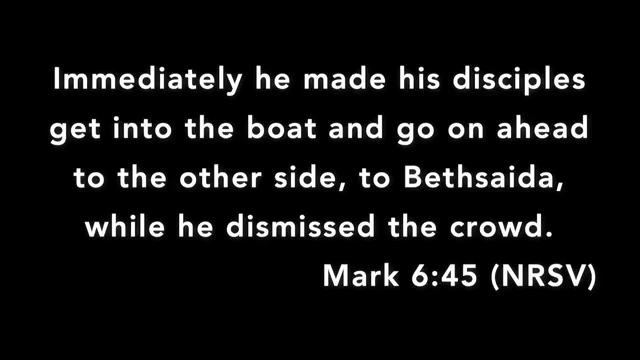 Immediately he made his disciples
get into the boat and go on ahead
to the other side, to Bethsaida,
while he dismissed the crowd.
Mark 6:45 (NRSV)